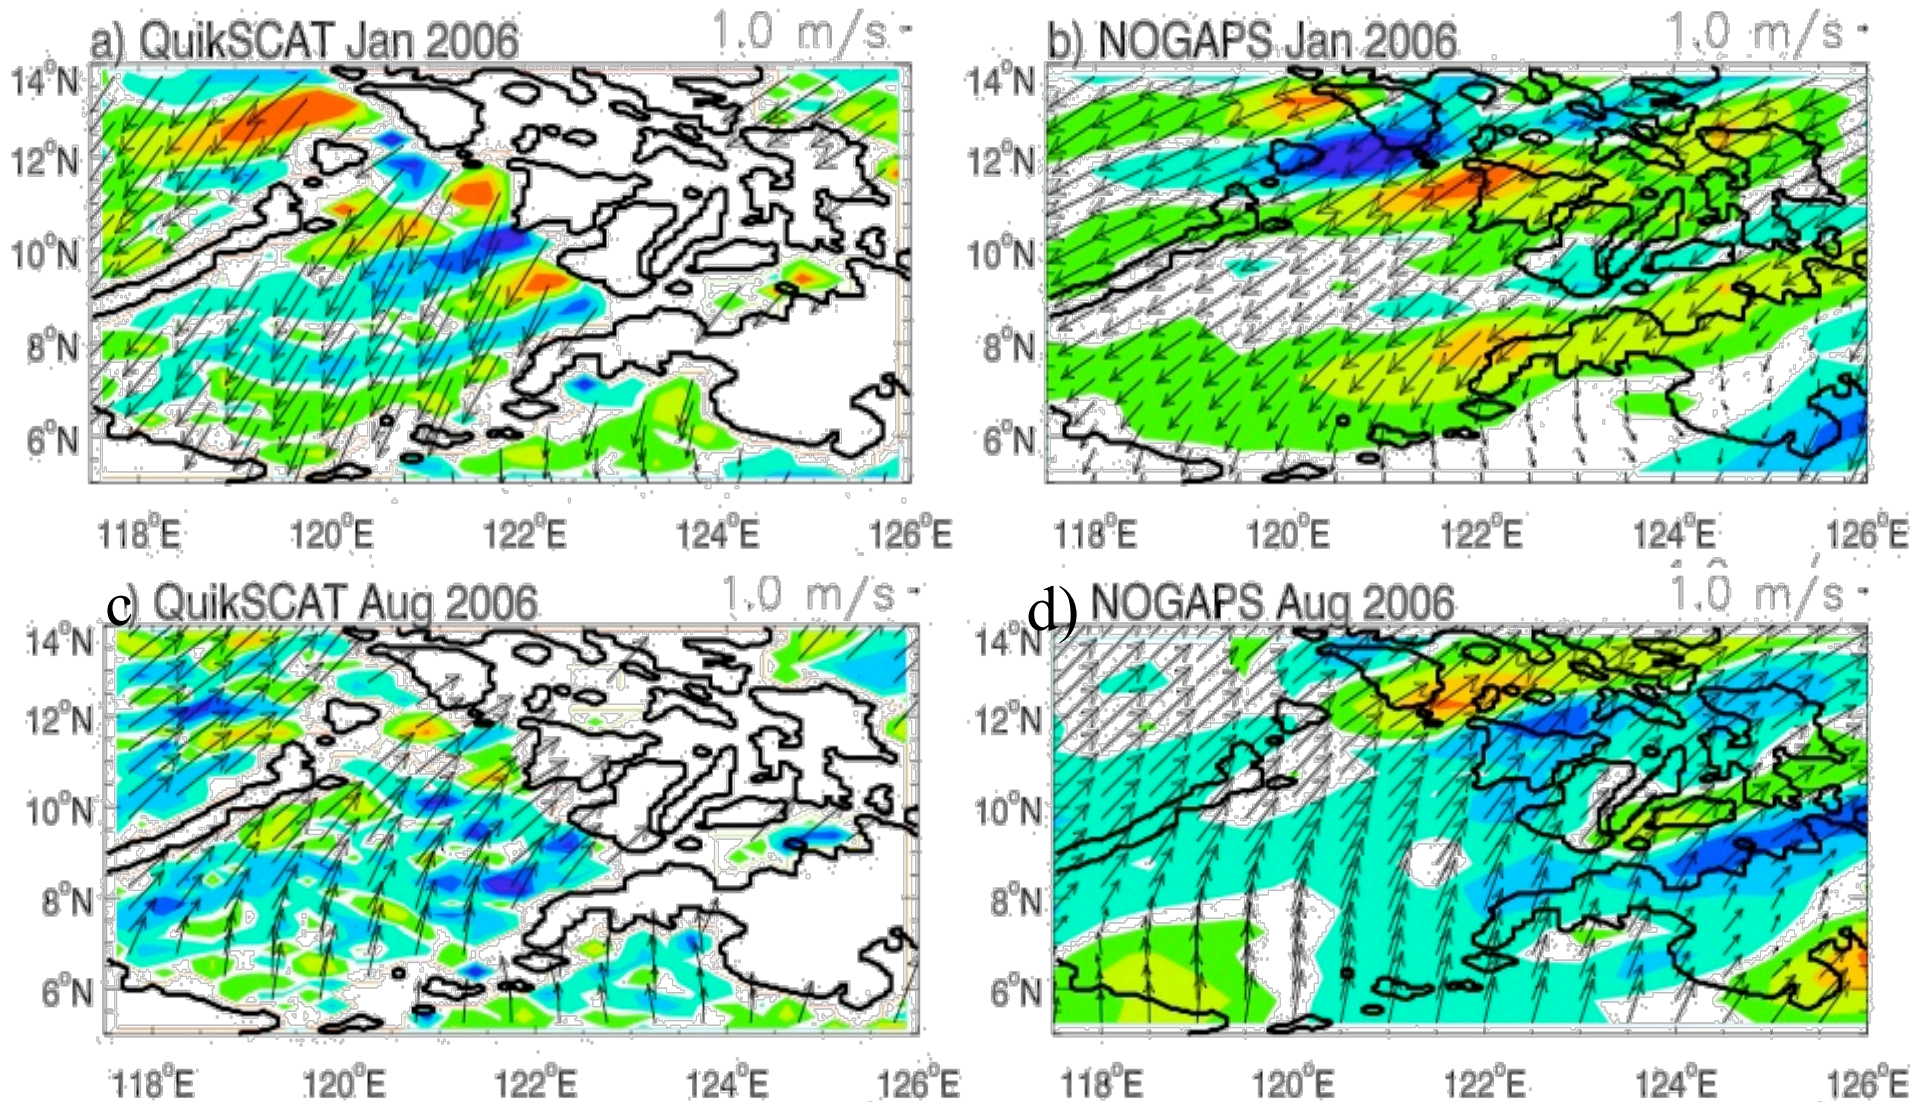 a) QuikSCAT Jan 2006 1.0 m/s
14°N
12°N
10°N
8°N
6°N
118°E 120°E 122°E 124°E 126°E
b) NOGAPS Jan 2006 1.0 m/s
14°N
12°N
10°N
8°N
6°N
118°E 120°E 122°E 124°E 126°E
c) QuikSCAT Aug 2006 1.0 m/s
14°N
12°N
10°N
8°N
6°N
118°E 120°E 122°E 124°E 126°E
d) NOGAPS Aug 2006 1.0 m/s
14°N
12°N
10°N
8°N
6°N
118°E 120°E 122°E 124°E 126°E